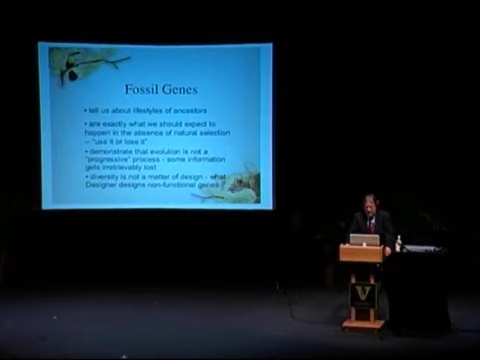 Fossil Genes
• tell us about lifestyles of ancestors
• are exactly what we should expect to
happen in the absence of natural selection
– "use it or lose it"
• demonstrate that evolution is not a
"progressive" process - some information
gets irretrievably lost
• diversity is not a matter of design - what
Designer designs non-functional genes ?
V